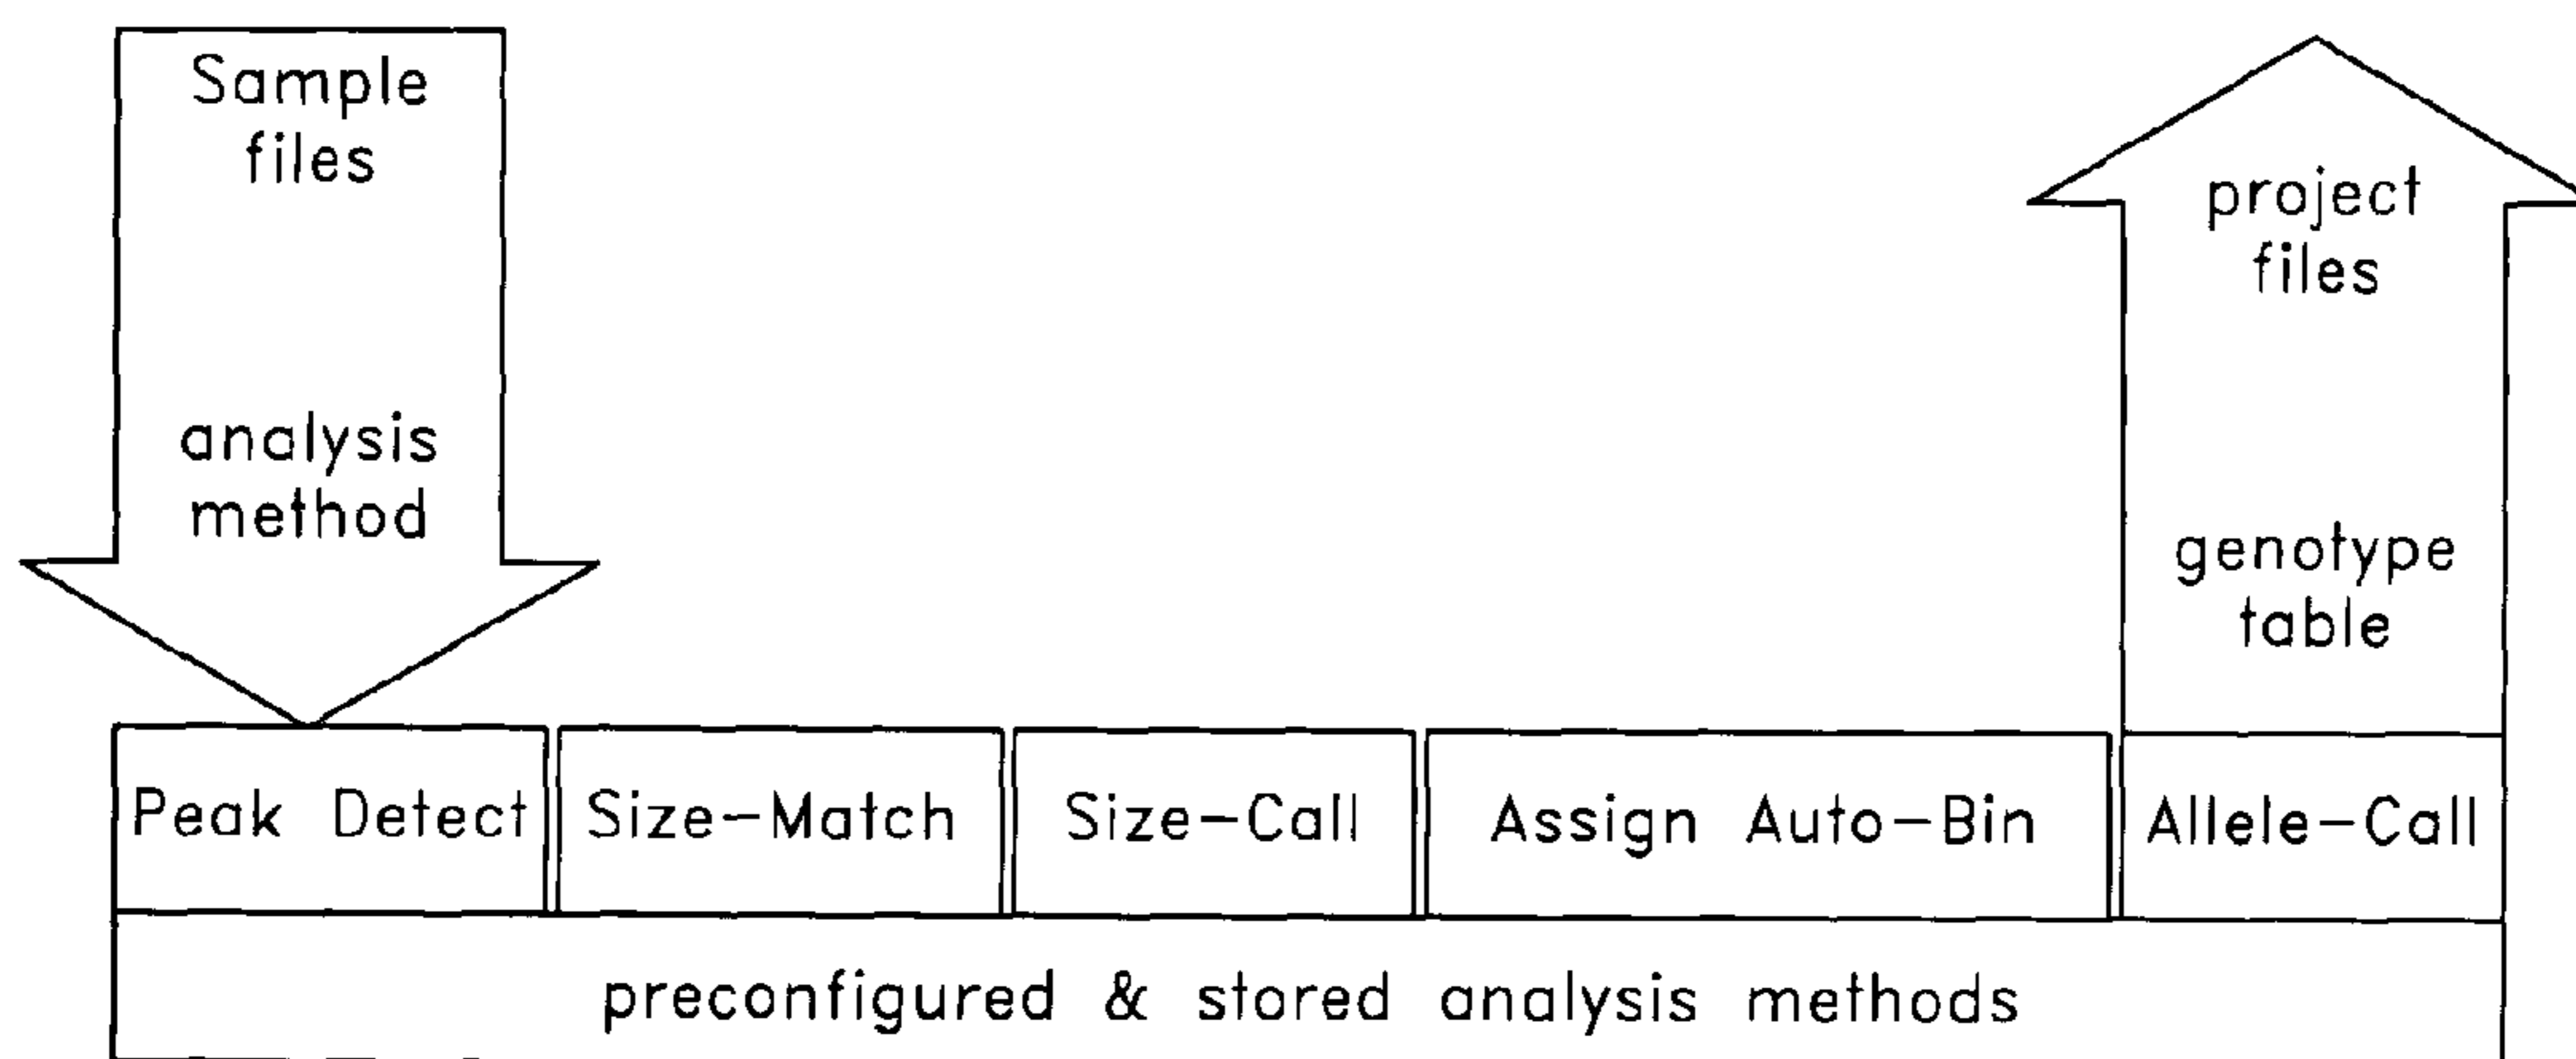 Sample
files
analysis
method
project
files
genotype
table
Peak Detect
Size-Match
Size-Call
Assign Auto-Bin
Allele-Call
preconfigured & stored analysis methods